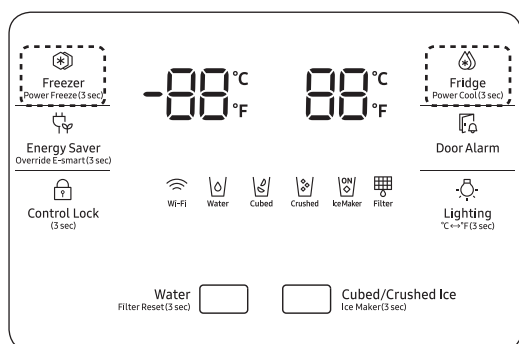 Freezer
Power Freeze(3 sec)
-88 °C °F
88 °C °F
Fridge
Power Cool(3 sec)
Energy Saver
Override E-smart(3 sec)
Door Alarm
Control Lock
(3 sec)
Wi-Fi
Water
Cubed
Crushed
ON
Ice Maker
Filter
Lighting
°C↔°F(3 sec)
Water
Filter Reset(3 sec)
Cubed/Crushed Ice
Ice Maker(3 sec)